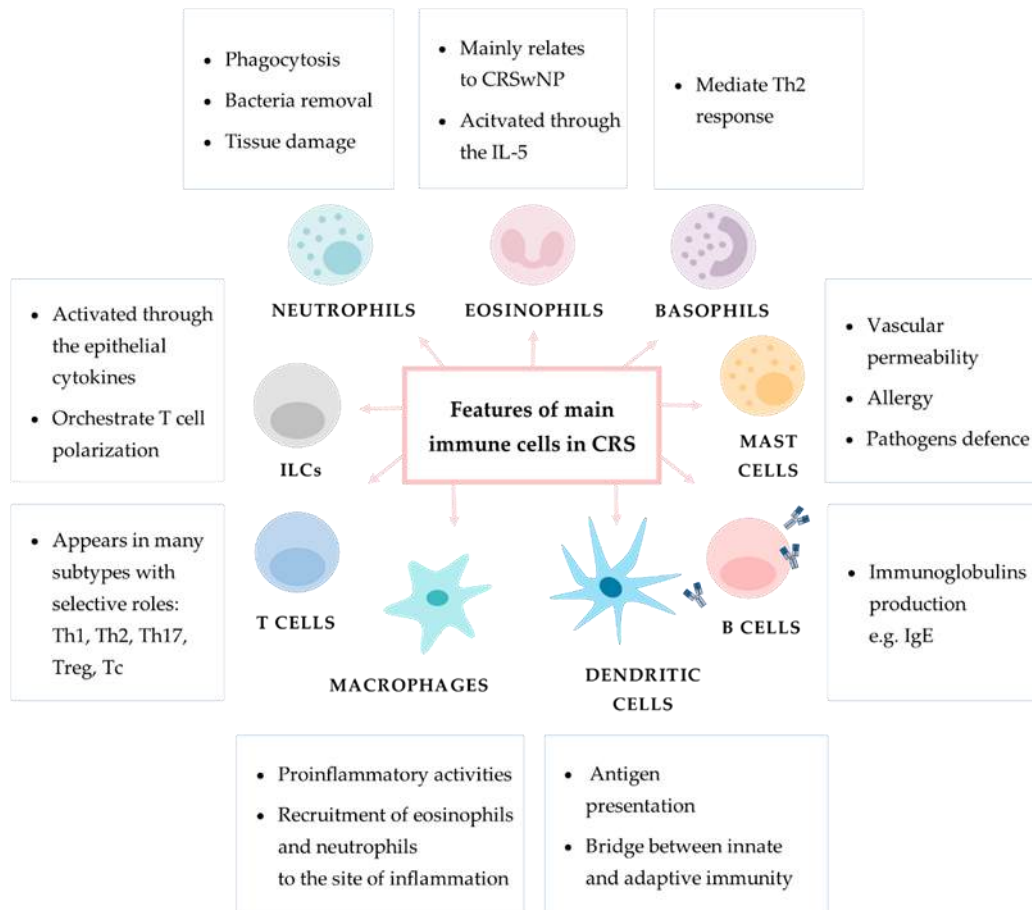 • Phagocytosis
• Bacteria removal
• Tissue damage
• Mainly relates
to CRSwNP
• Acitvated through
the IL-5
• Mediate Th2
response
NEUTROPHILS
EOSINOPHILS
BASOPHILS
• Activated through
the epithelial
cytokines
• Orchestrate T cell
polarization
ILCs
Features of main
immune cells in CRS
MAST
CELLS
• Vascular
permeability
• Allergy
• Pathogens defence
• Appears in many
subtypes with
selective roles:
Th1, Th2, Th17,
Treg, Tc
T CELLS
MACROPHAGES
DENDRITIC
CELLS
B CELLS
• Immunoglobulins
production
e.g. IgE
• Proinflammatory activities
• Recruitment of eosinophils
and neutrophils
to the site of inflammation
• Antigen
presentation
• Bridge between innate
and adaptive immunity